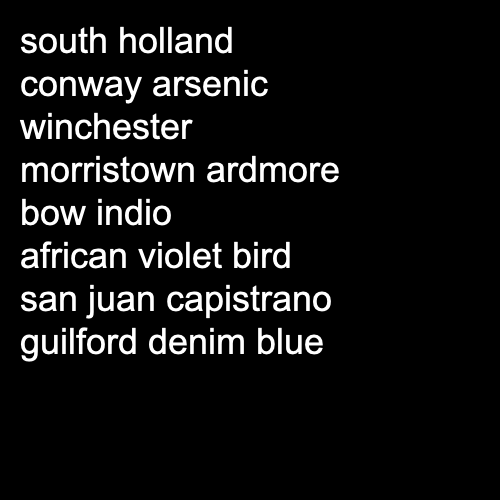 south holland
conway arsenic
winchester
morristown ardmore
bow indio
african violet bird
san juan capistrano
guilford denim blue